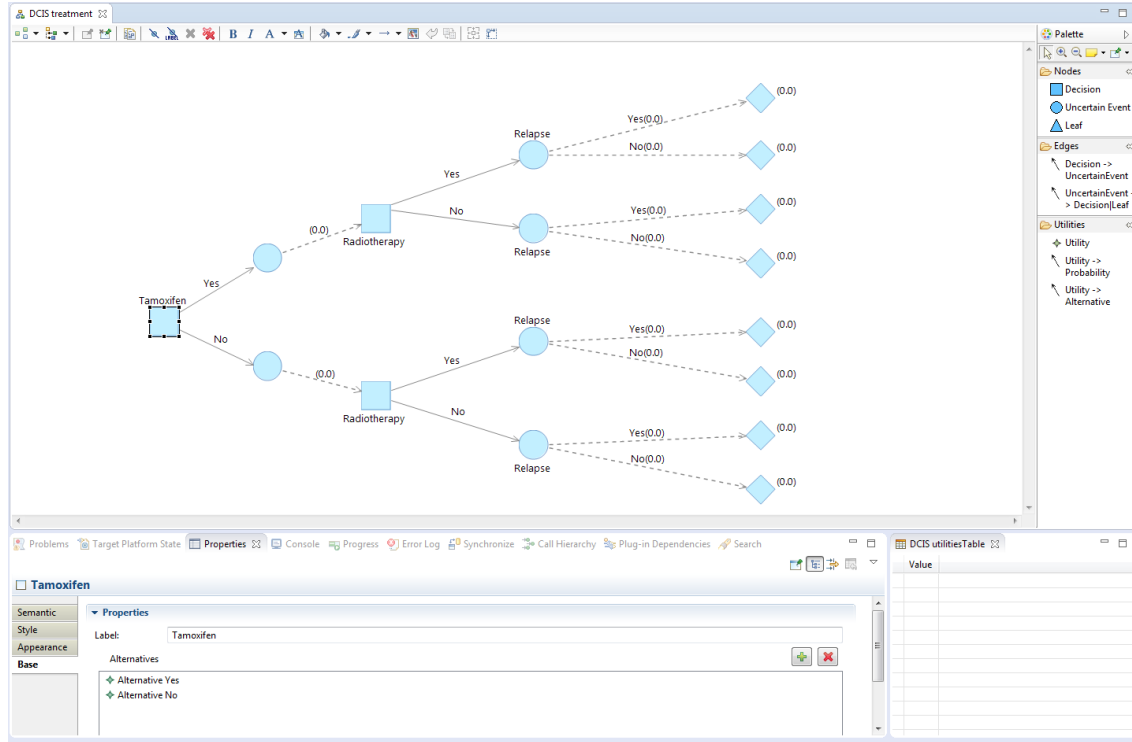 DCIS treatment
LABEL
B I A
Palette
Nodes
Decision
Uncertain Event
Leaf
Edges
Decision ->
UncertainEvent
UncertainEvent -
> Decision|Leaf
Utilities
Utility
Utility ->
Probability
Utility ->
Alternative
(0.0)
Yes(0.0)
Relapse
No(0.0)
(0.0)
Yes
No
Yes(0.0)
(0.0)
(0.0)
Radiotherapy
No(0.0)
Relapse
(0.0)
Yes
Tamoxifen
No
Relapse
Yes(0.0)
(0.0)
No(0.0)
Yes
(0.0)
(0.0)
No
Radiotherapy
Yes(0.0)
(0.0)
No(0.0)
Relapse
(0.0)
Problems Target Platform State Properties Console Progress Error Log Synchronize Call Hierarchy Plug-in Dependencies Search
Tamoxifen
Semantic
Style
Appearance
Base
Properties
Label: Tamoxifen
Alternatives
Alternative Yes
Alternative No
DCIS utilitiesTable
Value